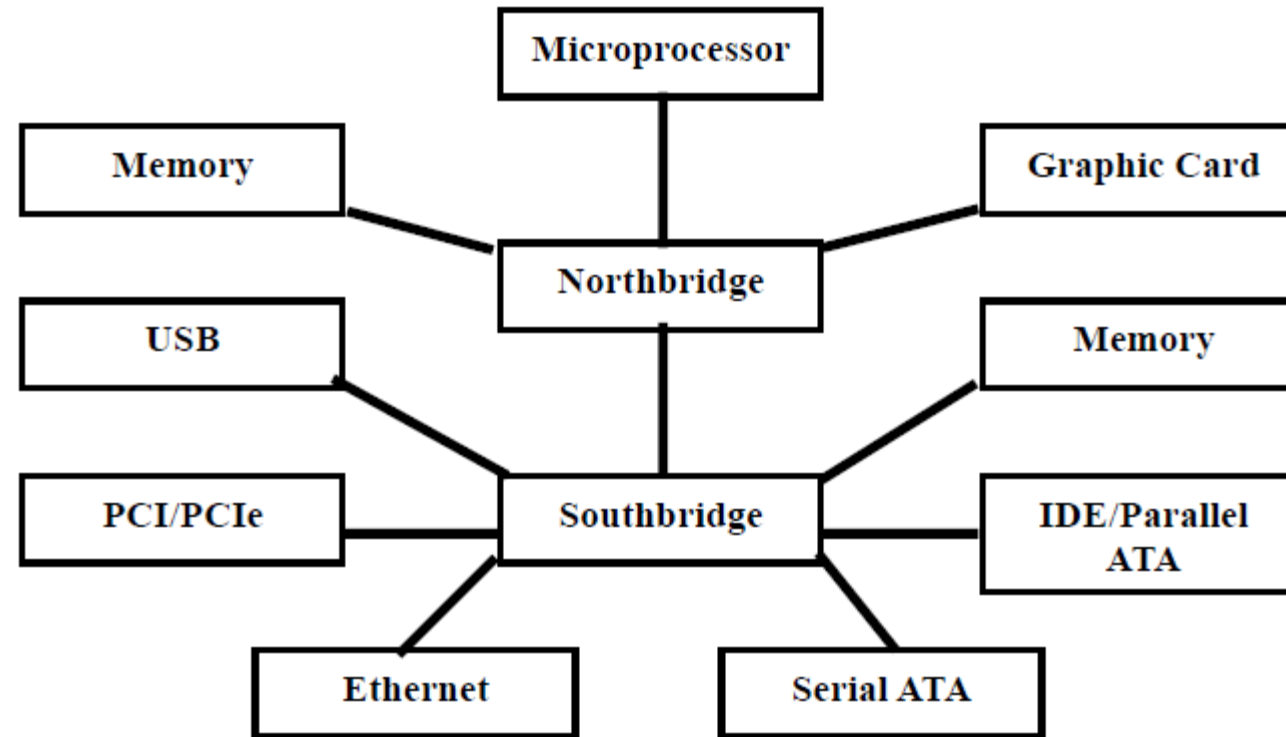 Microprocessor
Memory
Graphic Card
Northbridge
USB
Memory
PCI/PCIe
Southbridge
IDE/Parallel
ATA
Ethernet
Serial ATA